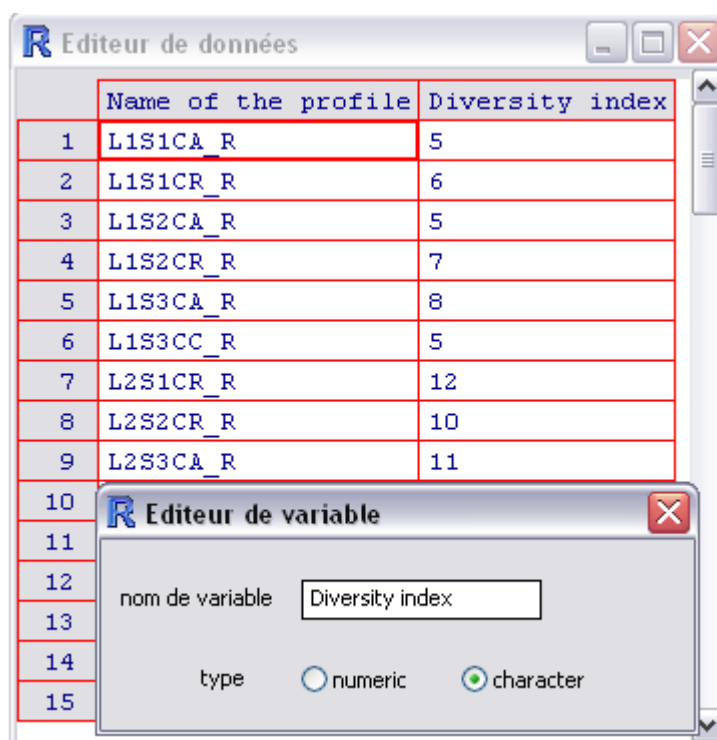 R Editeur de données
Name of the profile Diversity index
1 L1S1CA_R 5
2 L1S1CR_R 6
3 L1S2CA_R 5
4 L1S2CR_R 7
5 L1S3CA_R 8
6 L1S3CC_R 5
7 L2S1CR_R 12
8 L2S2CR_R 10
9 L2S3CA_R 11
10
11
12
13
14
15
R Editeur de variable
nom de variable Diversity index
type numeric character